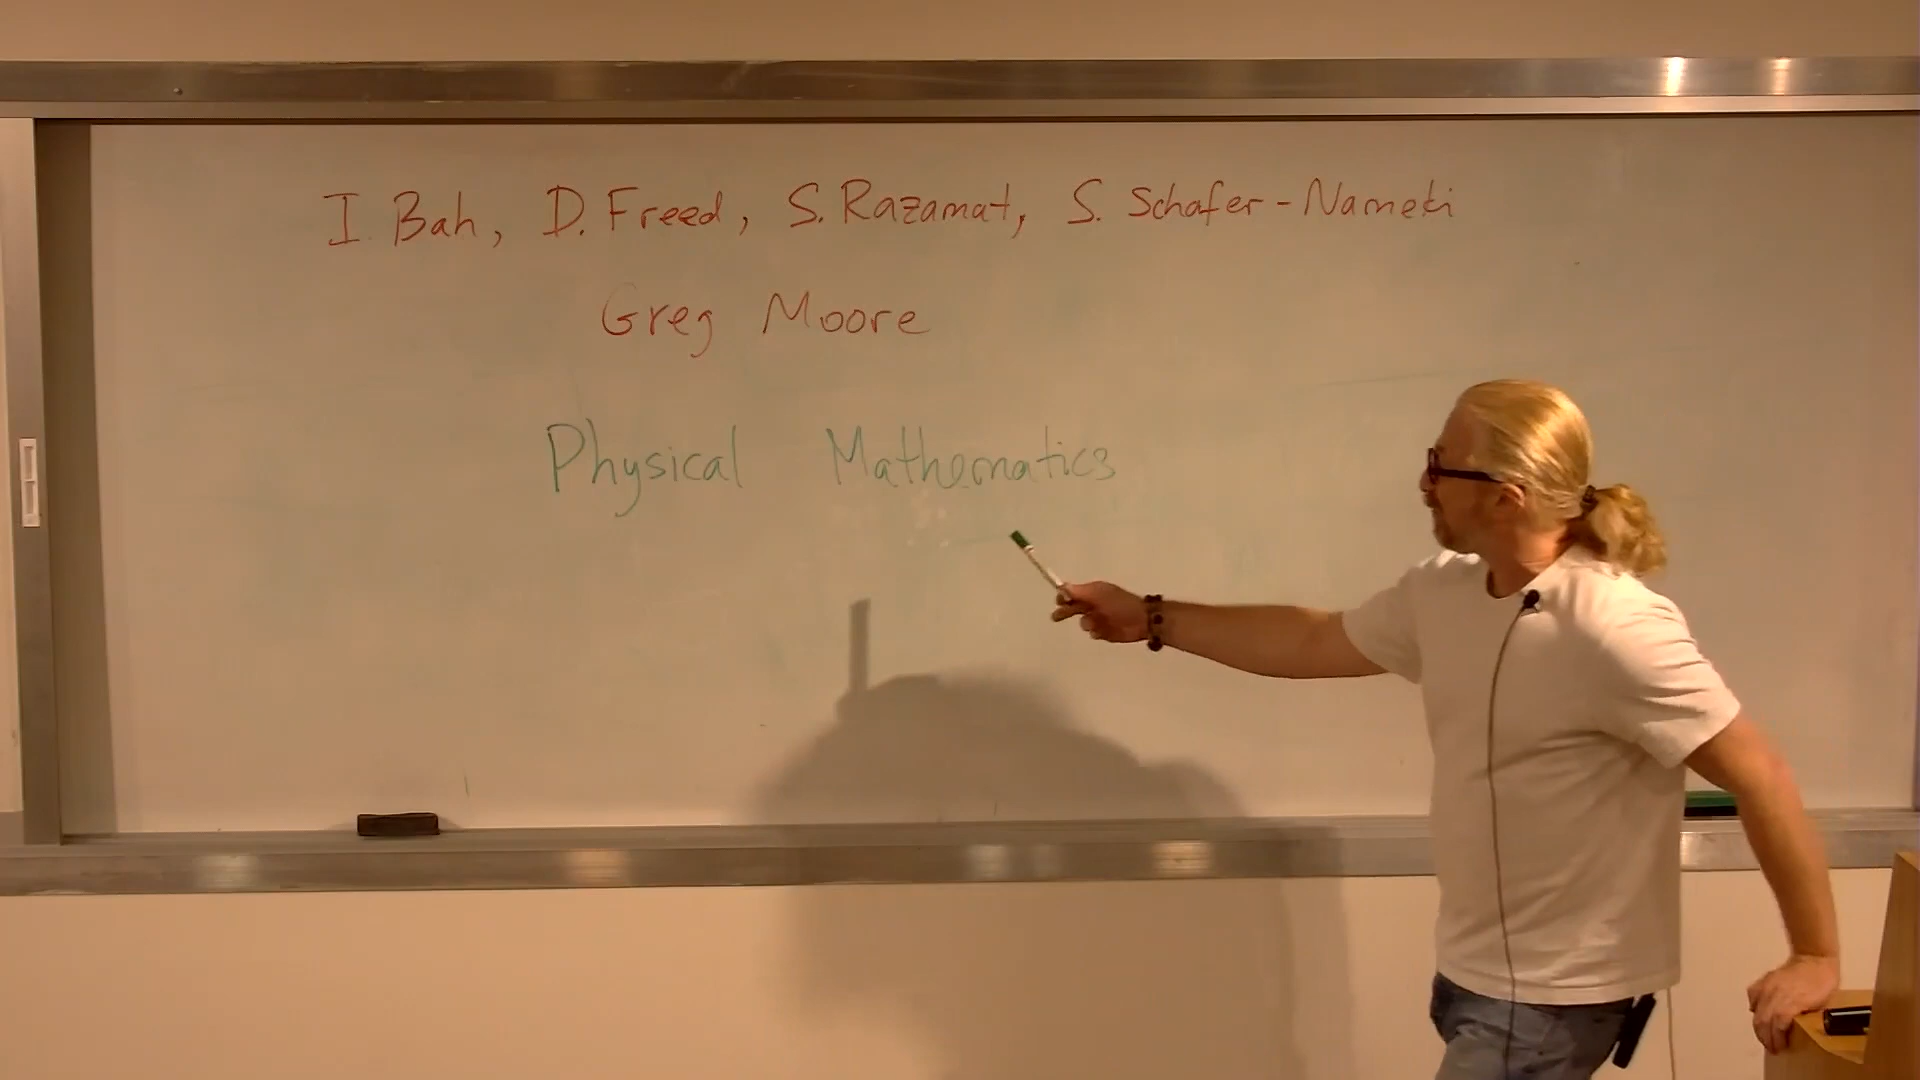 I. Bah, D. Freed, S. Razamat, S. Schafer-Nameki
Greg Moore
Physical Mathematics